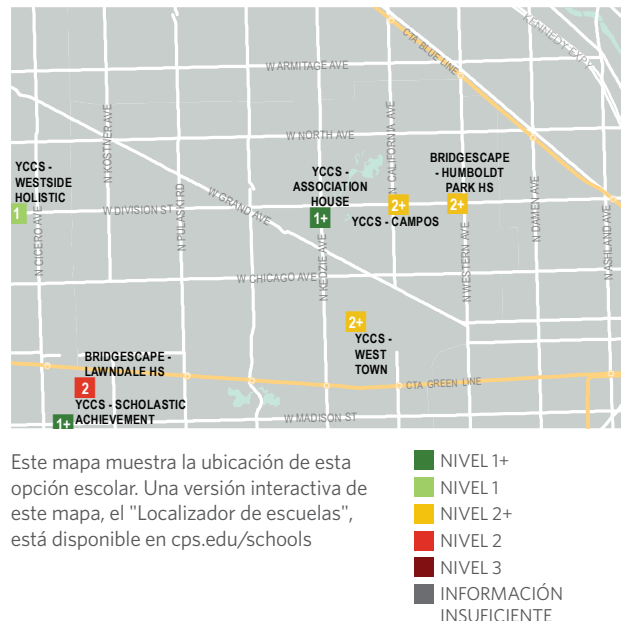 KENNEDY EXPY
CTA BLUE LINE
W ARMITAGE AVE
N KOSTNER AVE
W NORTH AVE
N CALIFORNIA AVE
YCCS -
WESTSIDE
HOLISTIC
1
N CICERO AVE
N PULASKI RD
W DIVISION ST
W GRAND AVE
YCCS -
ASSOCIATION
HOUSE
1+
N KEDZIE AVE
2+
YCCS - CAMPOS
BRIDGESCAPE
- HUMBOLDT
PARK HS
2+
N WESTERN AVE
N DAMEN AVE
N ASHLAND AVE
W CHICAGO AVE
2+
YCCS -
WEST
TOWN
BRIDGESCAPE -
LAWNDALE HS
2
CTA GREEN LINE
YCCS - SCHOLASTIC
ACHIEVEMENT
1+
W MADISON ST
Este mapa muestra la ubicación de esta
opción escolar. Una versión interactiva de
este mapa, el "Localizador de escuelas",
está disponible en cps.edu/schools
NIVEL 1+
NIVEL 1
NIVEL 2+
NIVEL 2
NIVEL 3
INFORMACIÓN
INSUFICIENTE